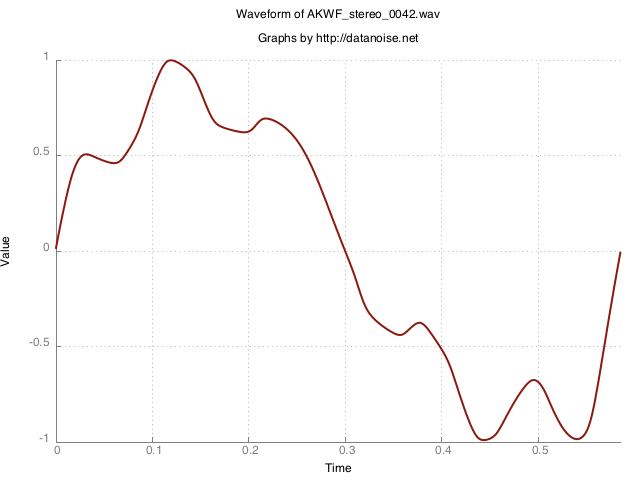 Waveform of AKWF_stereo_0042.wav
Graphs by http://datanoise.net
1
0.5
0
-0.5
-1
Value
0
0.1
0.2
0.3
0.4
0.5
Time